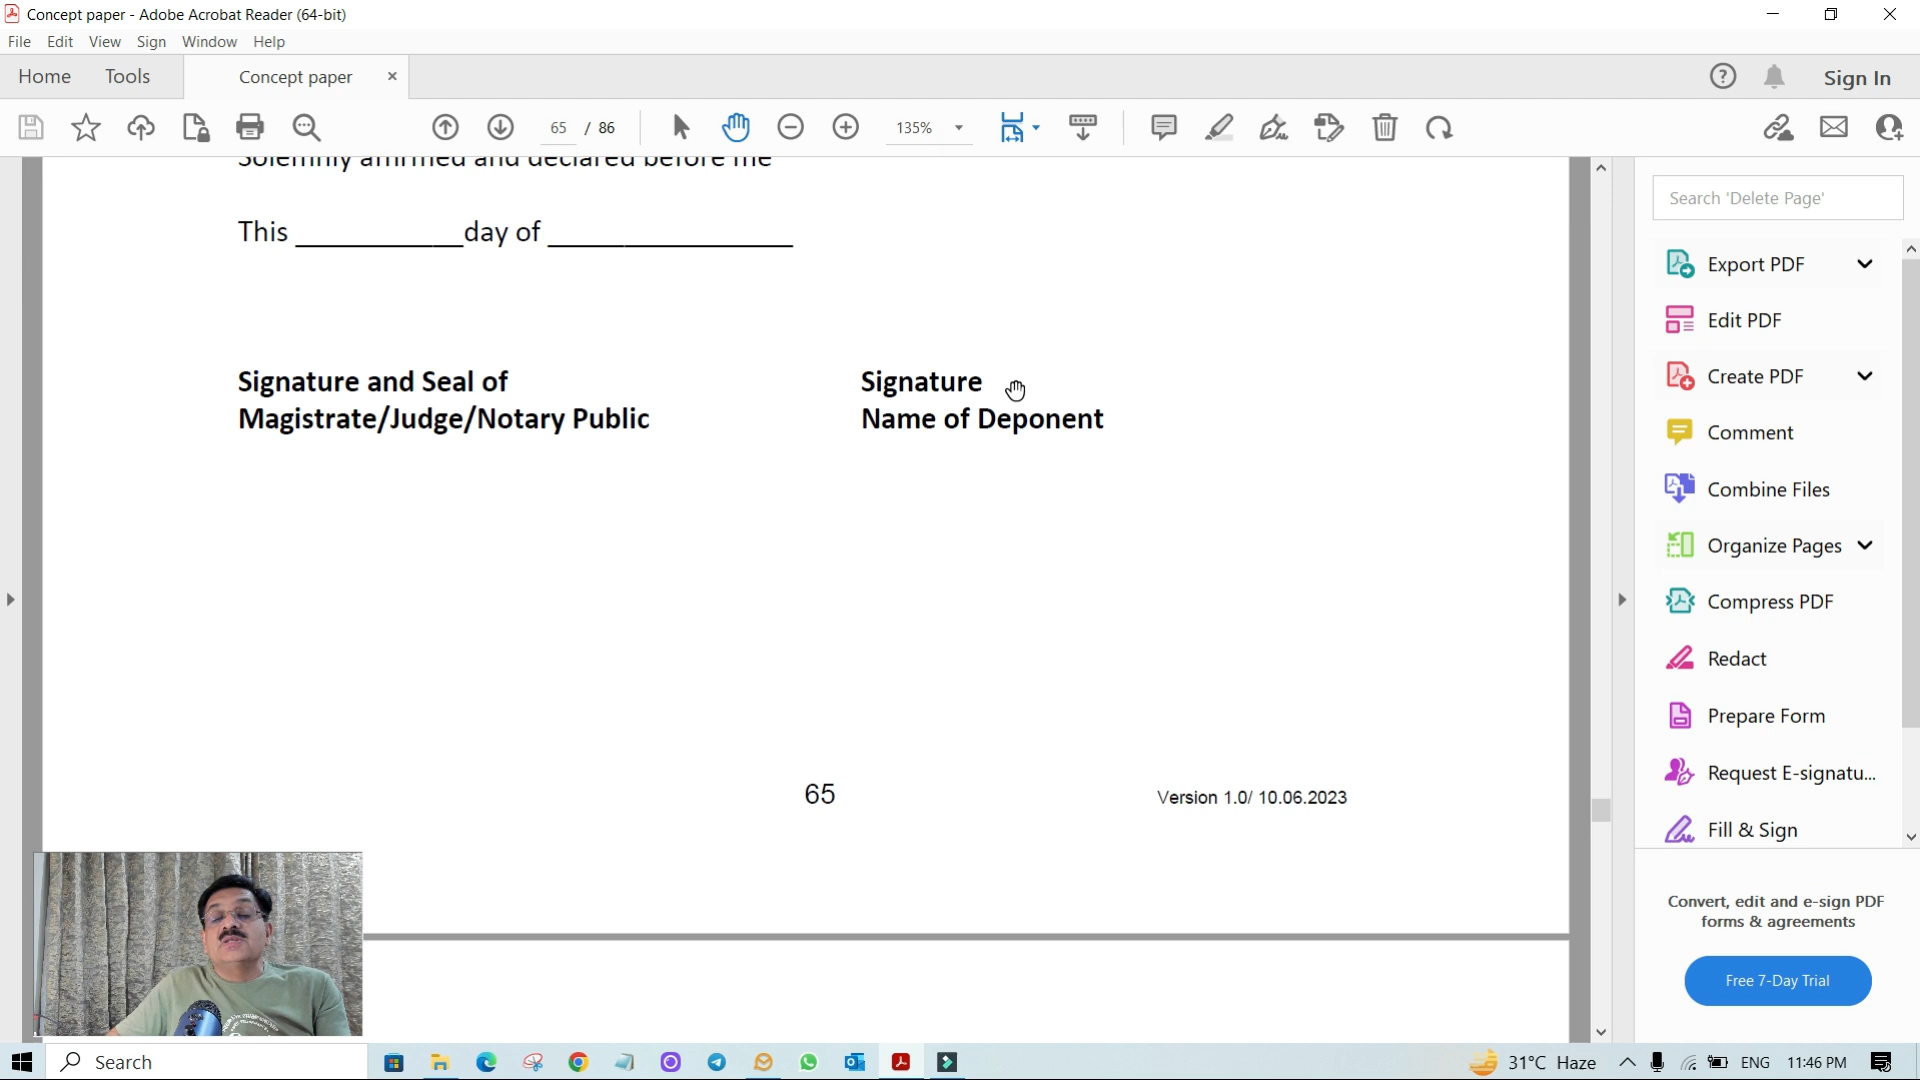 Concept paper - Adobe Acrobat Reader (64-bit)
File Edit View Sign Window Help
Home Tools Concept paper × Sign In
65 / 86 135%
Solemnly affirmed and declared before me
This ____________day of __________________
Signature and Seal of
Magistrate/Judge/Notary Public
Signature
Name of Deponent
65
Version 1.0/ 10.06.2023
Search 'Delete Page'
Export PDF
Edit PDF
Create PDF
Comment
Combine Files
Organize Pages
Compress PDF
Redact
Prepare Form
Request E-signatu...
Fill & Sign
Convert, edit and e-sign PDF
forms & agreements
Free 7-Day Trial
Search
31°C Haze ENG 11:46 PM